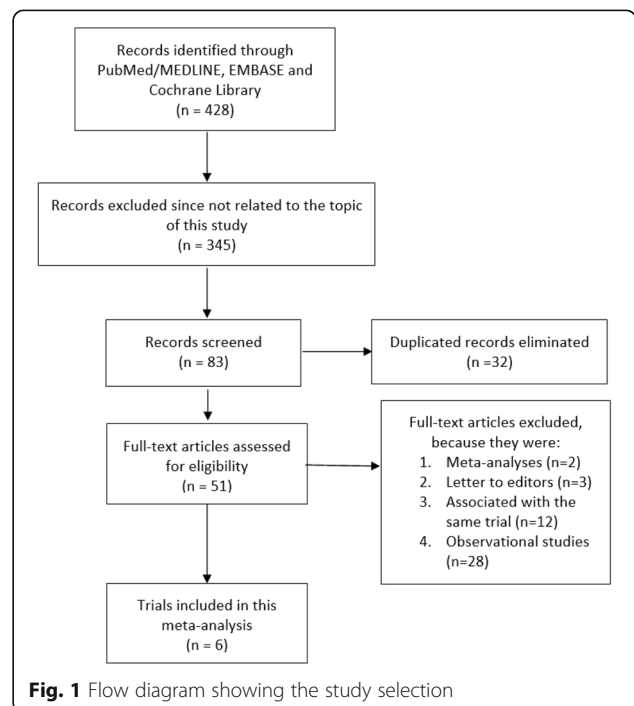 Records identified through
PubMed/MEDLINE, EMBASE and
Cochrane Library
(n = 428)
Records excluded since not related to the topic
of this study
(n = 345)
Records screened
(n = 83)
Duplicated records eliminated
(n =32)
Full-text articles assessed
for eligibility
(n = 51)
Full-text articles excluded,
because they were:
1. Meta-analyses (n=2)
2. Letter to editors (n=3)
3. Associated with the
same trial (n=12)
4. Observational studies
(n=28)
Trials included in this
meta-analysis
(n = 6)
Fig. 1 Flow diagram showing the study selection